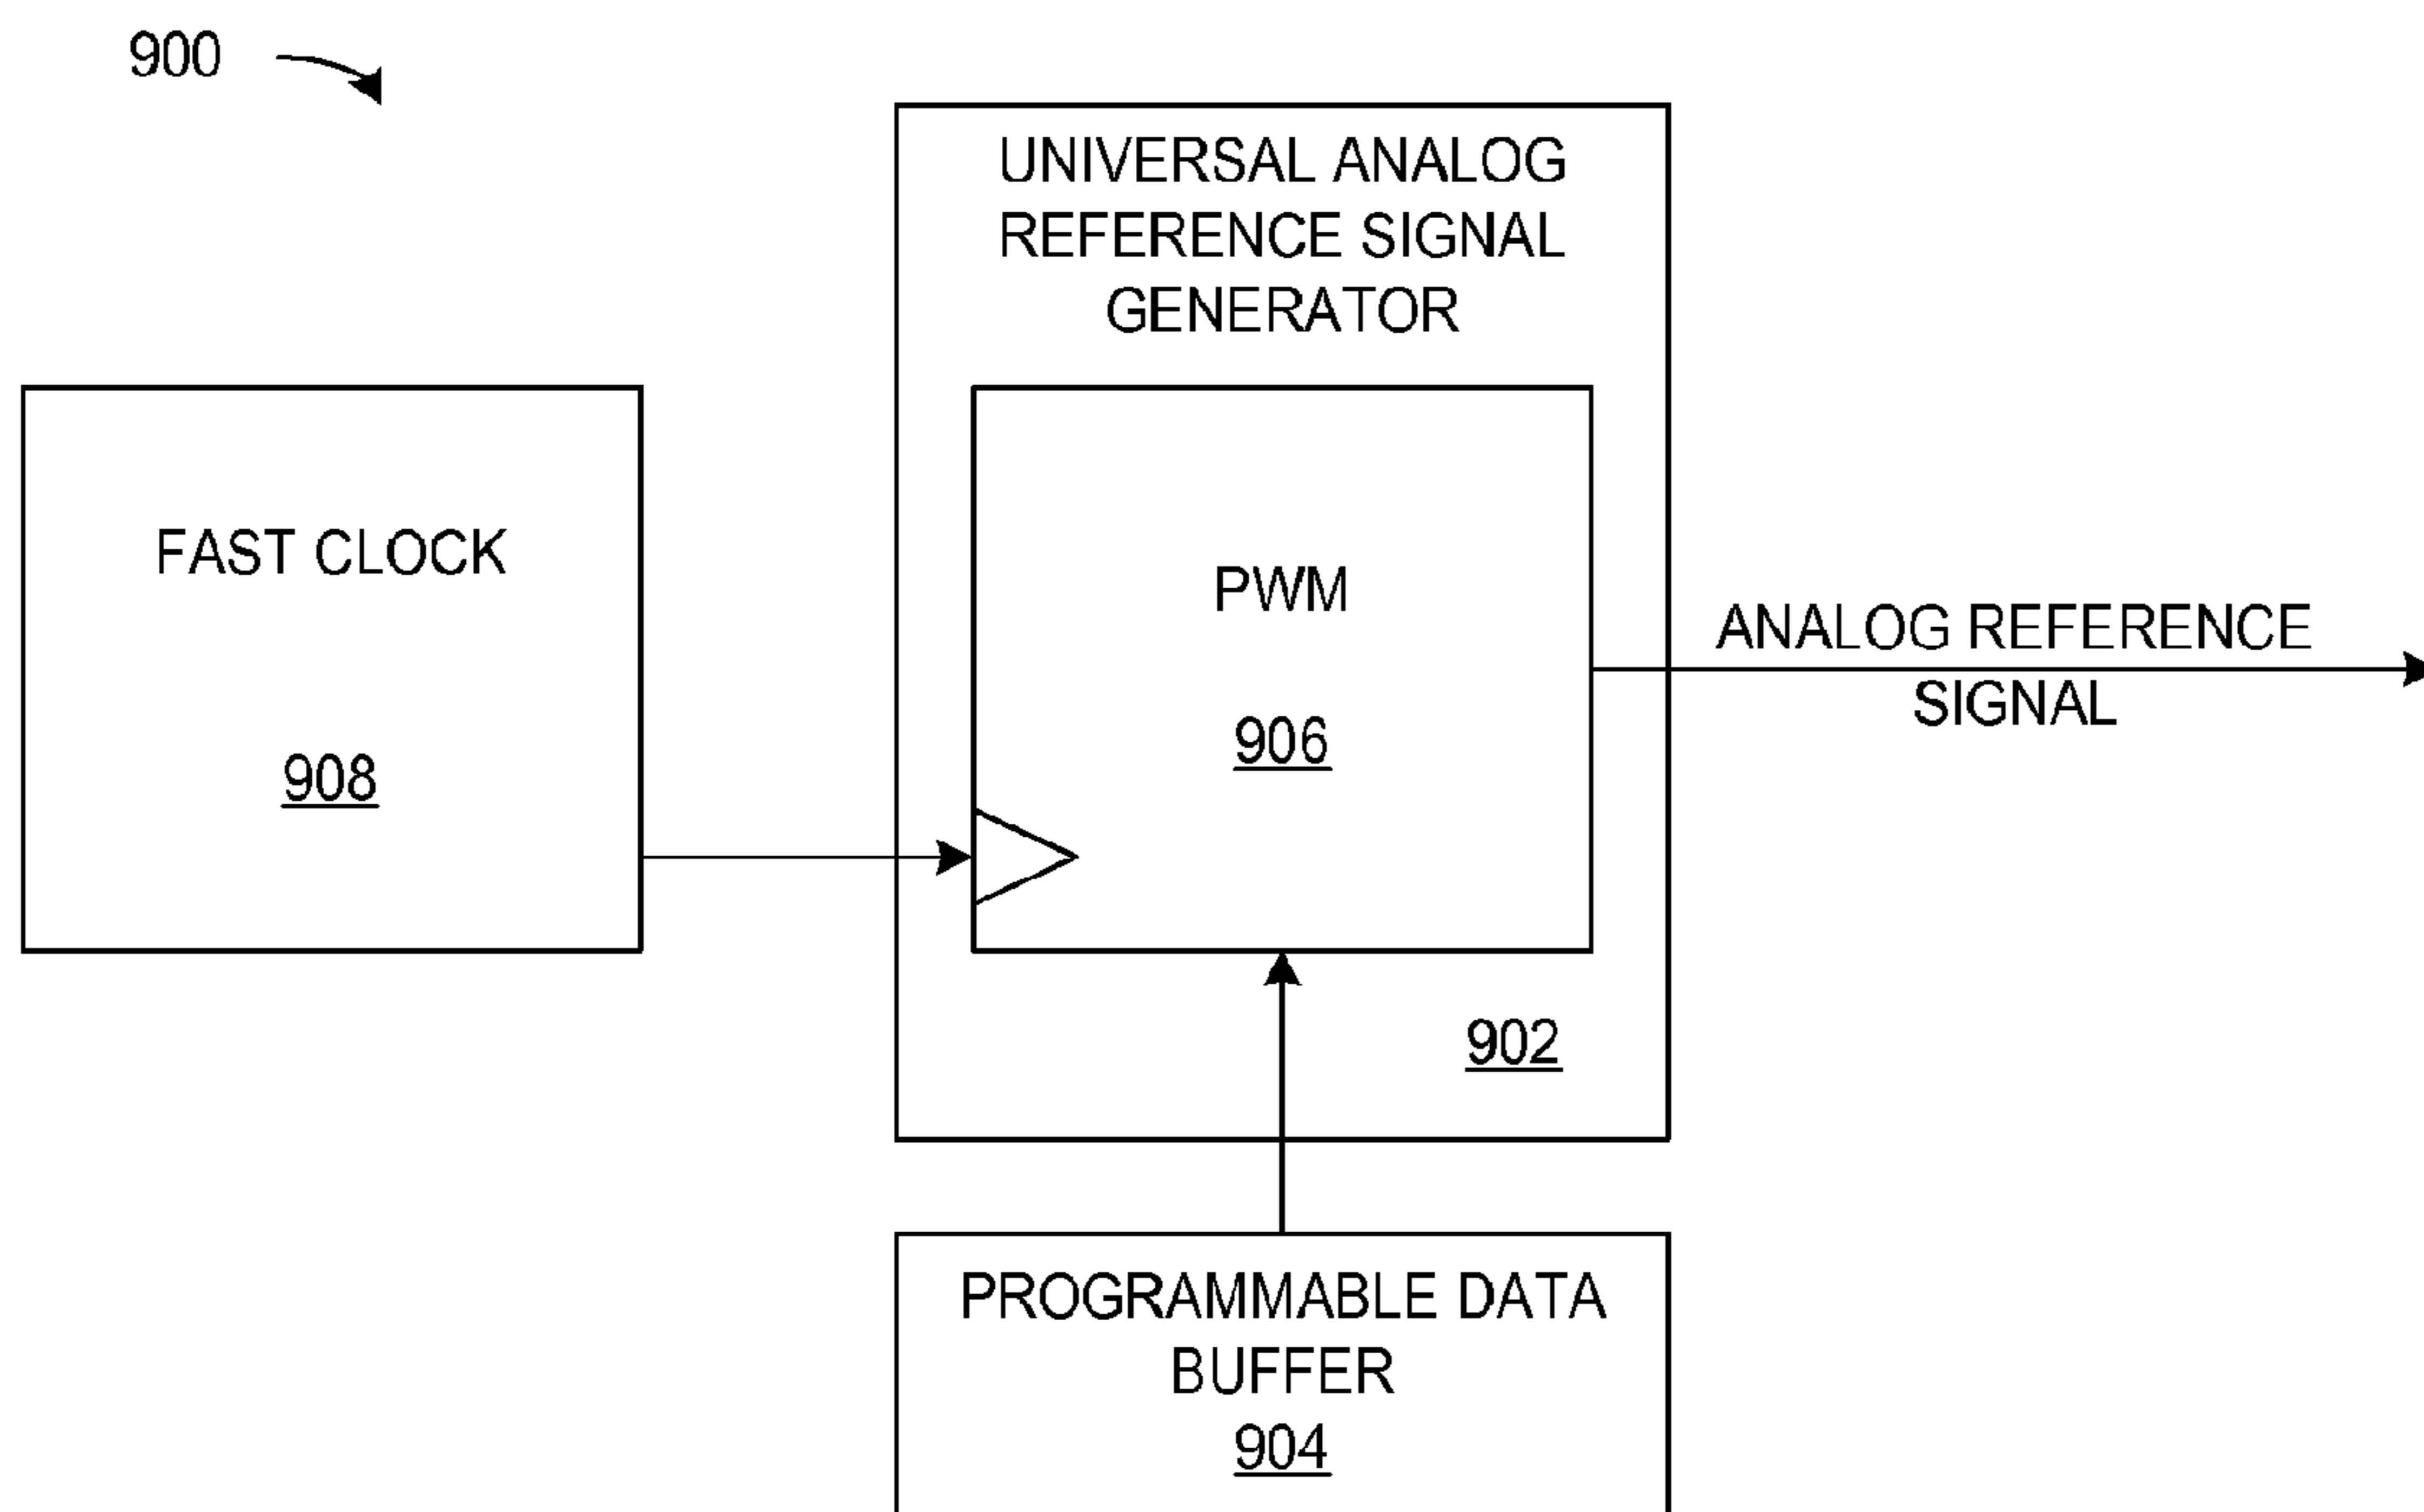 900
UNIVERSAL ANALOG
REFERENCE SIGNAL
GENERATOR
FAST CLOCK
908
PWM
906
ANALOG REFERENCE
SIGNAL
902
PROGRAMMABLE DATA
BUFFER
904